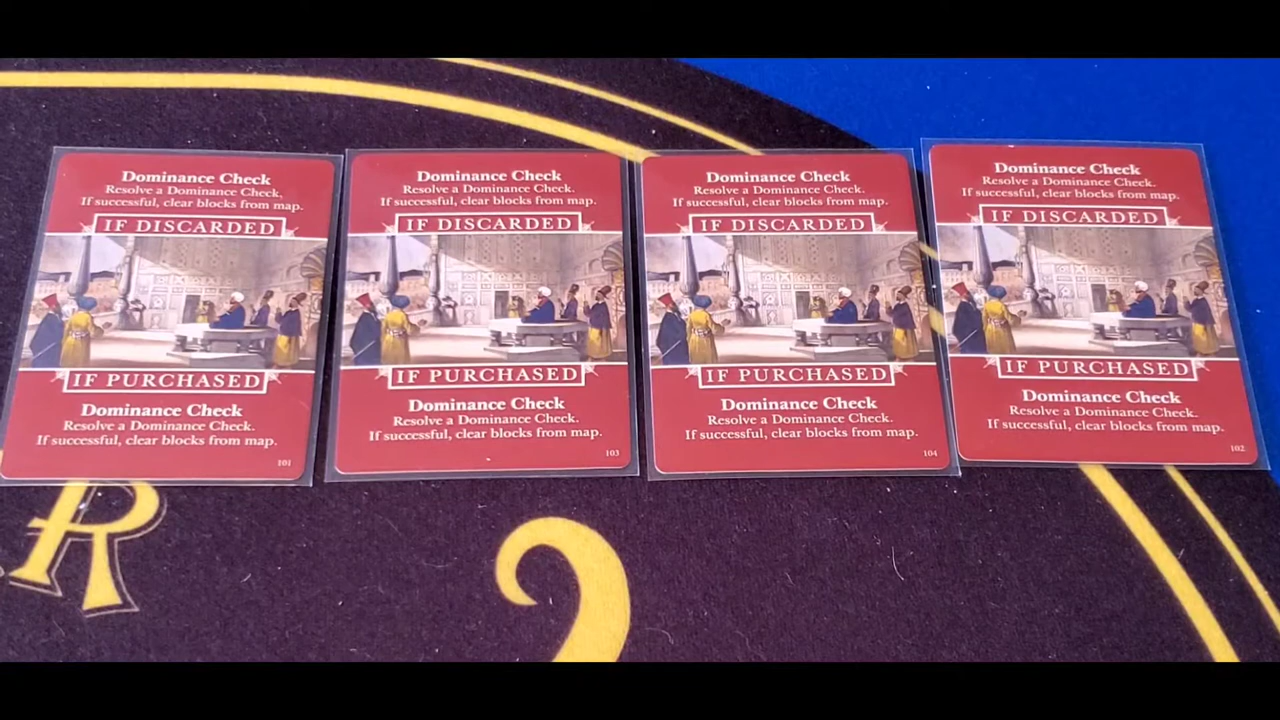 Dominance Check
Resolve a Dominance Check.
If successful, clear blocks from map.
IF DISCARDED
IF PURCHASED
Dominance Check
Resolve a Dominance Check.
If successful, clear blocks from map.
101
Dominance Check
Resolve a Dominance Check.
If successful, clear blocks from map.
IF DISCARDED
IF PURCHASED
Dominance Check
Resolve a Dominance Check.
If successful, clear blocks from map.
103
Dominance Check
Resolve a Dominance Check.
If successful, clear blocks from map.
IF DISCARDED
IF PURCHASED
Dominance Check
Resolve a Dominance Check.
If successful, clear blocks from map.
104
Dominance Check
Resolve a Dominance Check.
If successful, clear blocks from map.
IF DISCARDED
IF PURCHASED
Dominance Check
Resolve a Dominance Check.
If successful, clear blocks from map.
102
R